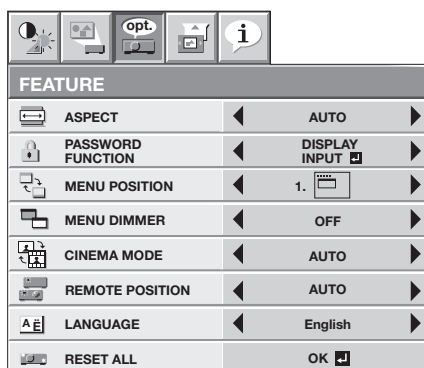 opt.
i
FEATURE
ASPECT AUTO
PASSWORD FUNCTION DISPLAY INPUT
MENU POSITION 1.
MENU DIMMER OFF
CINEMA MODE AUTO
REMOTE POSITION AUTO
AË LANGUAGE English
RESET ALL OK